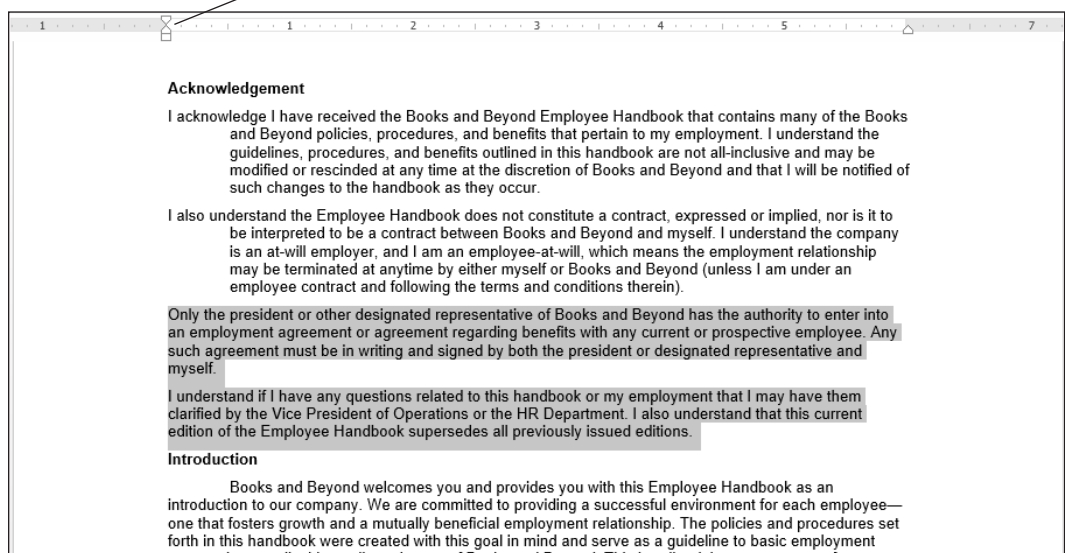 1 1 2 3 4 5 7
Acknowledgement
I acknowledge I have received the Books and Beyond Employee Handbook that contains many of the Books
and Beyond policies, procedures, and benefits that pertain to my employment. I understand the
guidelines, procedures, and benefits outlined in this handbook are not all-inclusive and may be
modified or rescinded at any time at the discretion of Books and Beyond and that I will be notified of
such changes to the handbook as they occur.
I also understand the Employee Handbook does not constitute a contract, expressed or implied, nor is it to
be interpreted to be a contract between Books and Beyond and myself. I understand the company
is an at-will employer, and I am an employee-at-will, which means the employment relationship
may be terminated at anytime by either myself or Books and Beyond (unless I am under an
employee contract and following the terms and conditions therein).
Only the president or other designated representative of Books and Beyond has the authority to enter into
an employment agreement or agreement regarding benefits with any current or prospective employee. Any
such agreement must be in writing and signed by both the president or designated representative and
myself.
I understand if I have any questions related to this handbook or my employment that I may have them
clarified by the Vice President of Operations or the HR Department. I also understand that this current
edition of the Employee Handbook supersedes all previously issued editions.
Introduction
Books and Beyond welcomes you and provides you with this Employee Handbook as an
introduction to our company. We are committed to providing a successful environment for each employee—
one that fosters growth and a mutually beneficial employment relationship. The policies and procedures set
forth in this handbook were created with this goal in mind and serve as a guideline to basic employment